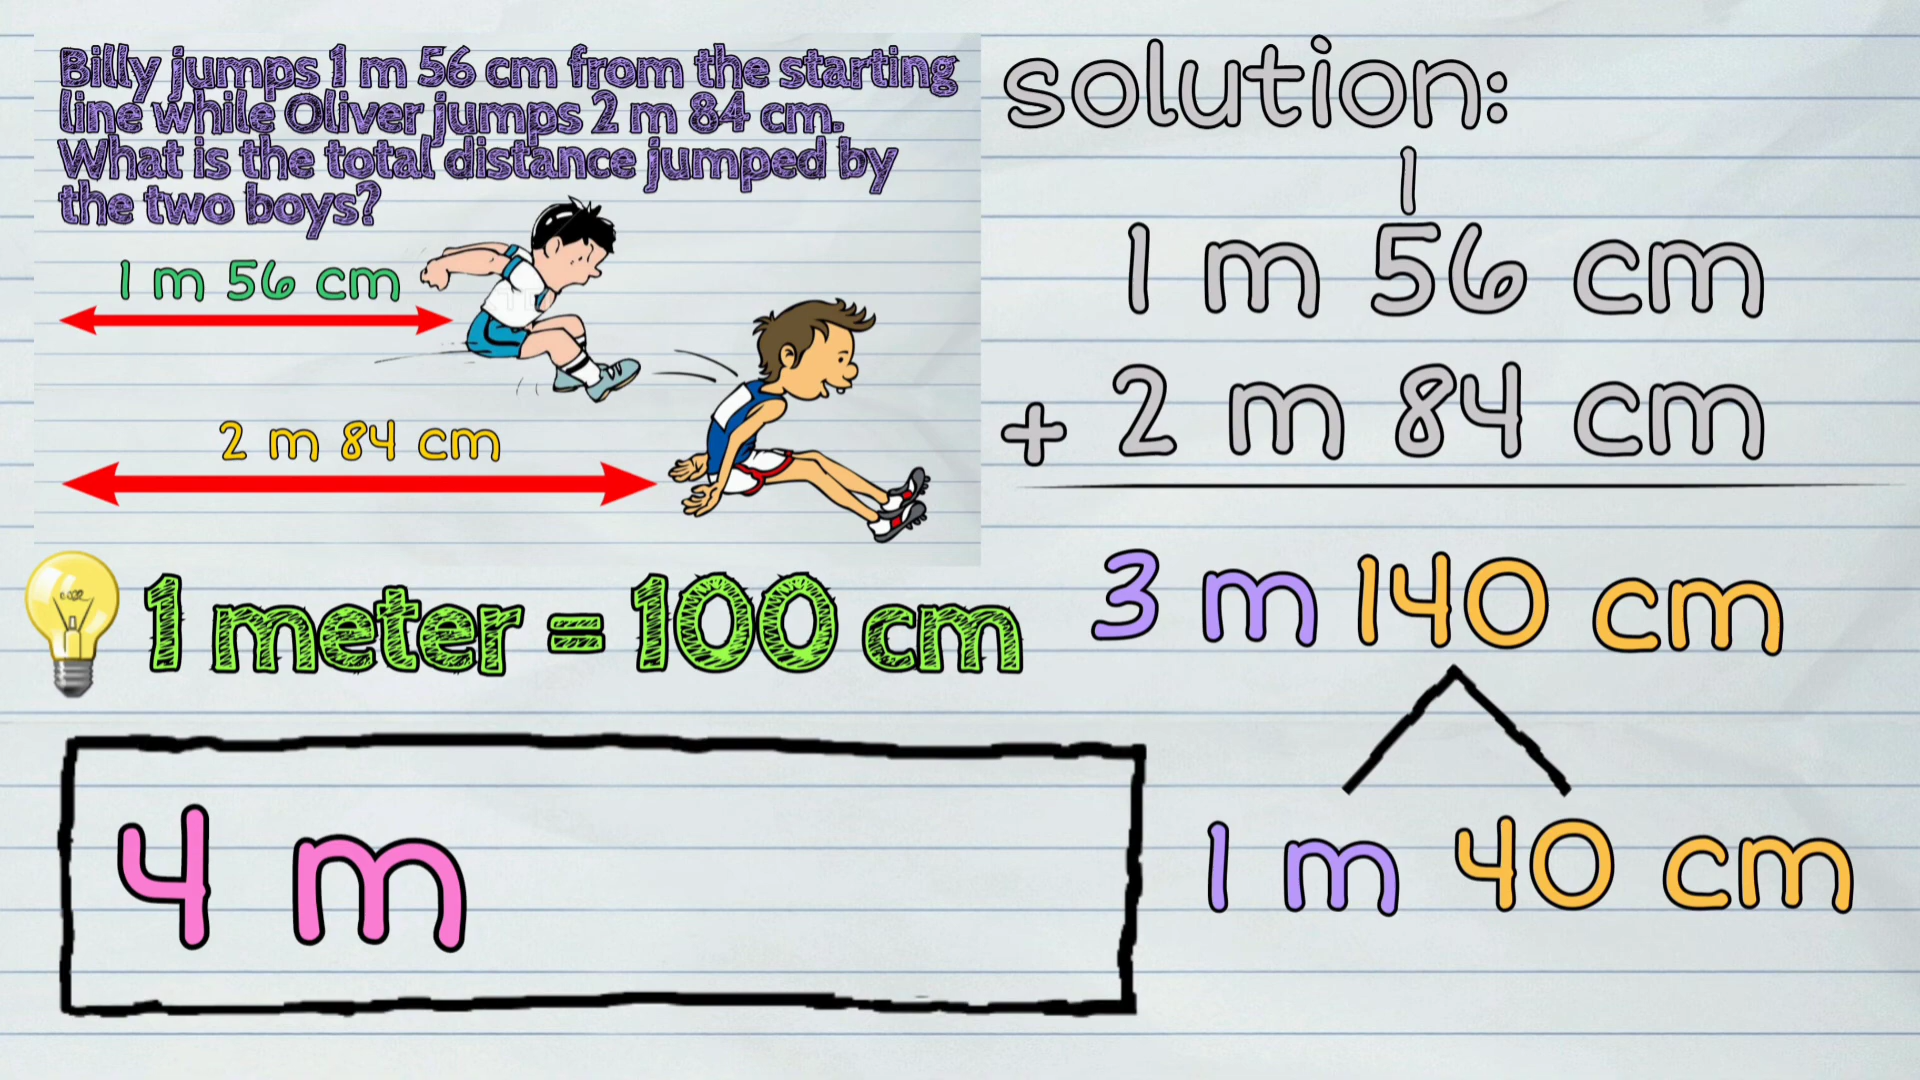 Billy jumps 1 m 56 cm from the starting
line while Oliver jumps 2 m 84 cm.
What is the total distance jumped by
the two boys?
1 m 56 cm
2 m 84 cm
1 meter = 100 cm
4 m
solution:
1
1 m 56 cm
+ 2 m 84 cm
3 m 140 cm
1 m 40 cm